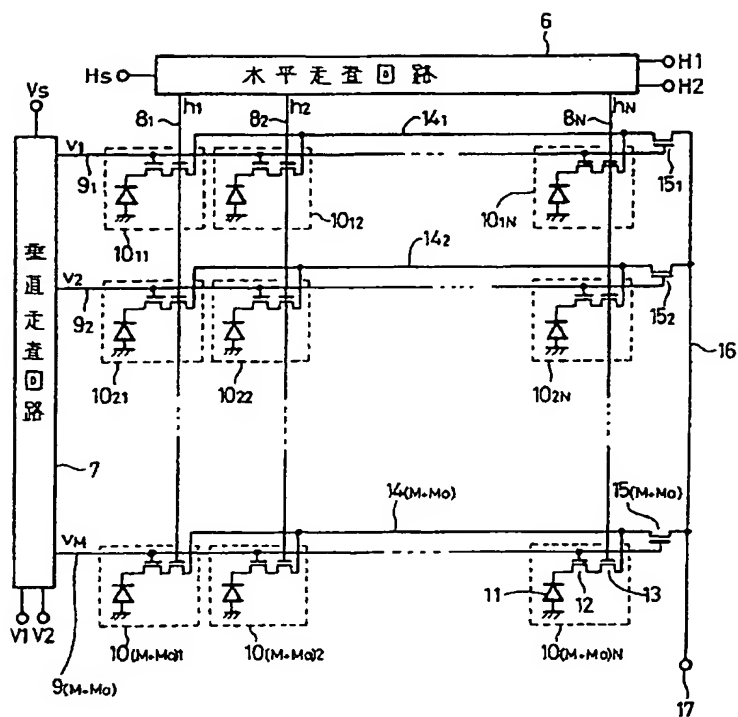 6
Hs
水平走査回路
H1
H2
Vs
8₁
h₁
8₂
h₂
8N
hN
14₁
V₁
9₁
15₁
10₁₁
10₁₂
10₁N
14₂
V₂
9₂
15₂
10₂₁
10₂₂
10₂N
16
垂直走査回路
7
14(M+Mo)
15(M+Mo)
VM
11
12
13
V1
V2
10(M+Mo)1
10(M+Mo)2
10(M+Mo)N
9(M+Mo)
17